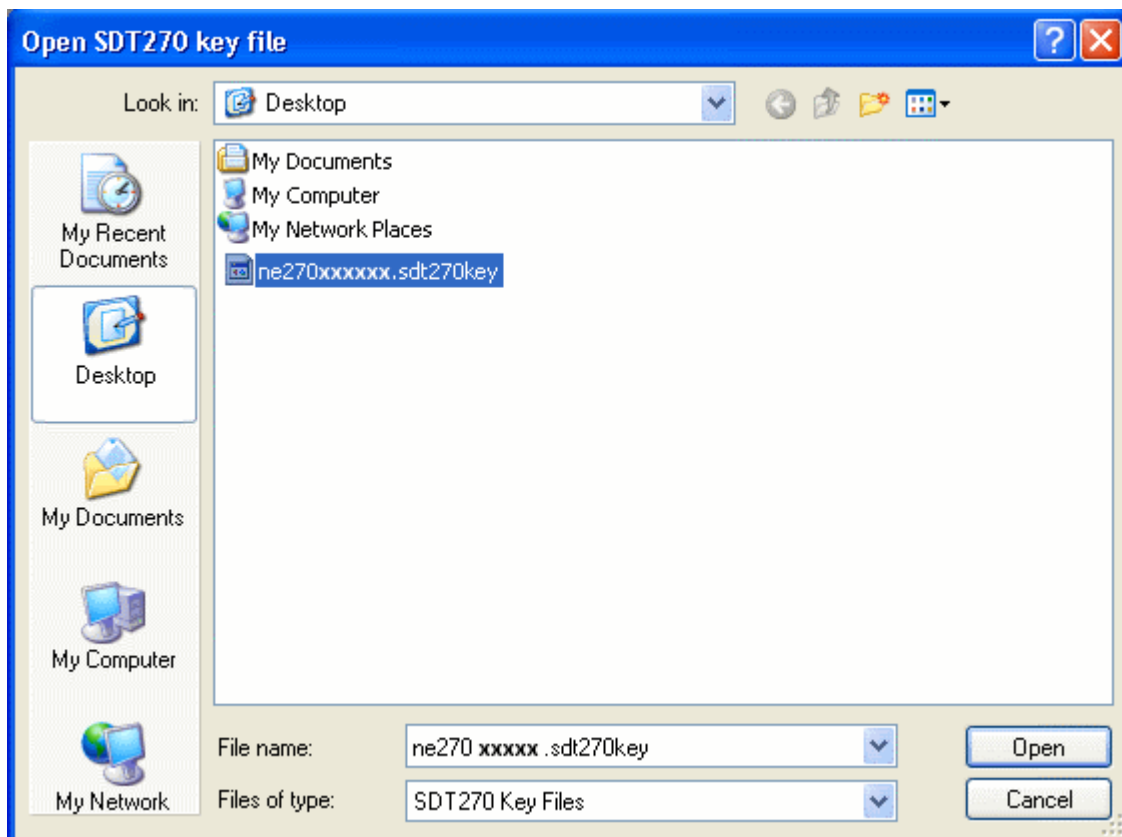 Open SDT270 key file
Look in:
Desktop
My Recent
Documents
Desktop
My Documents
My Computer
My Network
My Documents
My Computer
My Network Places
ne270xxxxxx.sdt270key
File name:
ne270 xxxxx .sdt270key
Open
Files of type:
SDT270 Key Files
Cancel